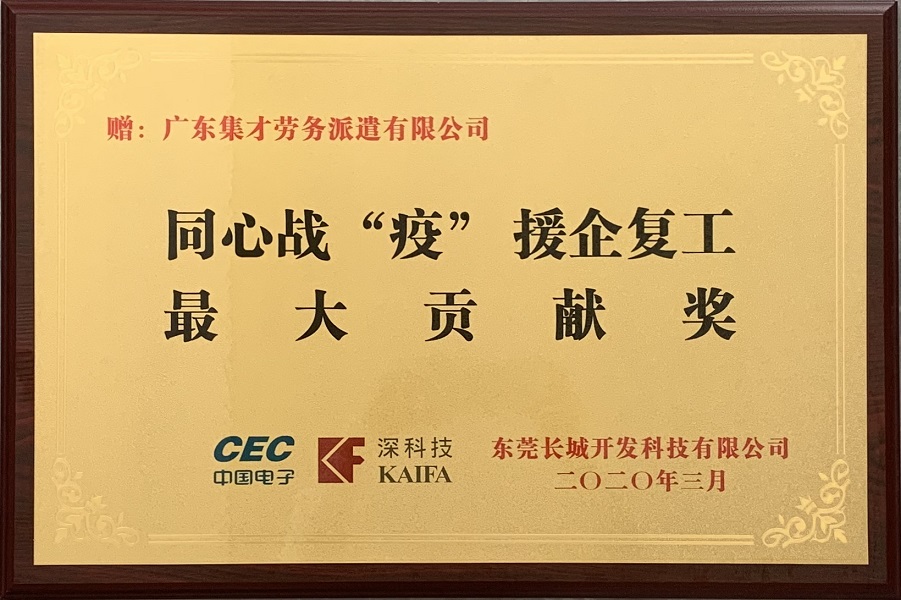 赠：广东集才劳务派遣有限公司
同心战“疫” 援企复工
最大贡献奖
CEC
中国电子
深科技
KAIFA
东莞长城开发科技有限公司
二〇二〇年三月